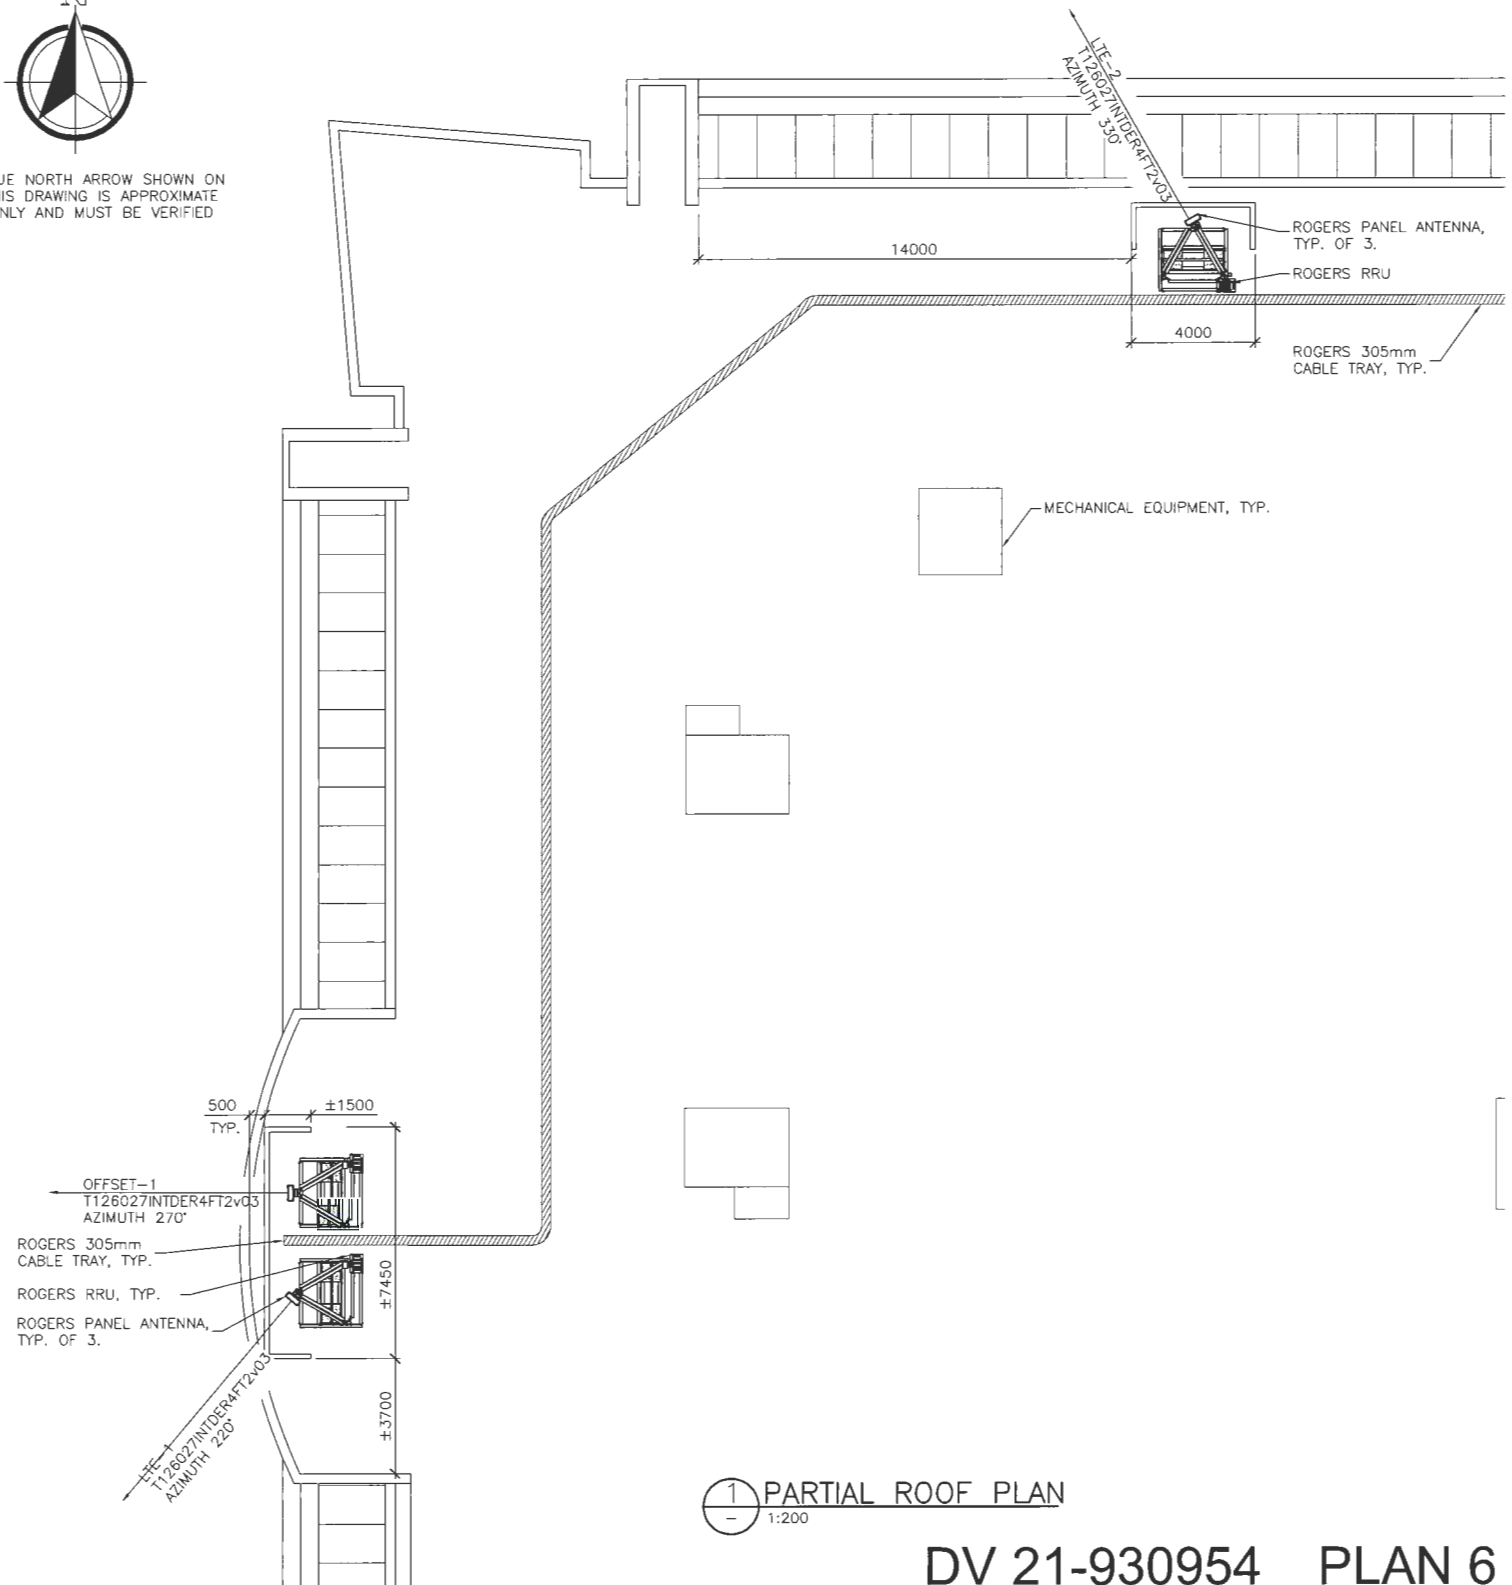 NORTH ARROW SHOWN ON
DRAWING IS APPROXIMATE
AND MUST BE VERIFIED
LTE-2
T126027INTDER4FT2v03
AZIMUTH 330°
14000
ROGERS PANEL ANTENNA,
TYP. OF 3.
ROGERS RRU
4000
ROGERS 305mm
CABLE TRAY, TYP.
MECHANICAL EQUIPMENT, TYP.
500
TYP.
±1500
OFFSET-1
T126027INTDER4FT2v03
AZIMUTH 270°
ROGERS 305mm
CABLE TRAY, TYP.
ROGERS RRU, TYP.
ROGERS PANEL ANTENNA,
TYP. OF 3.
±7450
±3700
LTE-1
T126027INTDER4FT2v03
AZIMUTH 220°
1
-
PARTIAL ROOF PLAN
1:200
DV 21-930954 PLAN 6